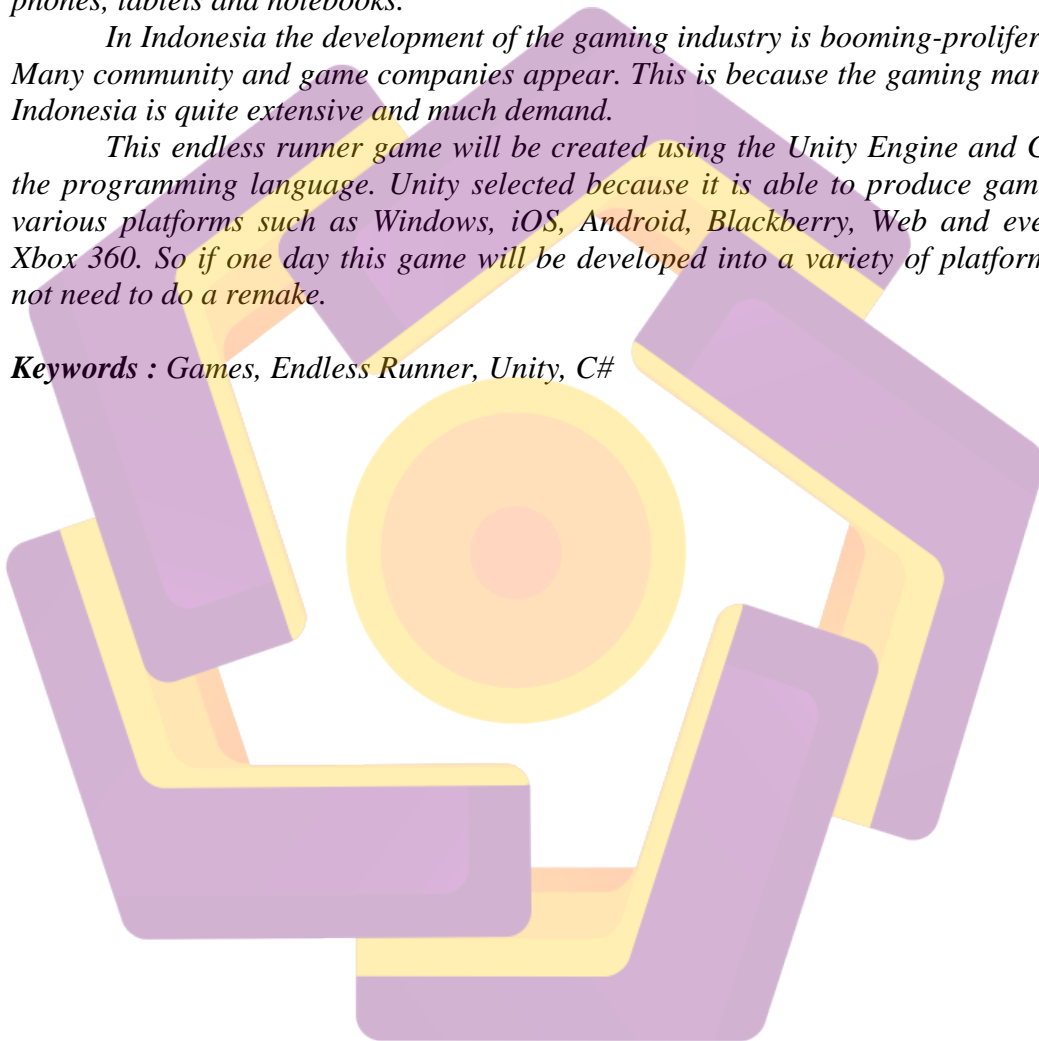 phones, tablets and notebooks.
In Indonesia the development of the gaming industry is booming-prolifer
Many community and game companies appear. This is because the gaming mar
Indonesia is quite extensive and much demand.
This endless runner game will be created using the Unity Engine and C
the programming language. Unity selected because it is able to produce gam
various platforms such as Windows, iOS, Android, Blackberry, Web and eve
Xbox 360. So if one day this game will be developed into a variety of platform
not need to do a remake.
Keywords : Games, Endless Runner, Unity, C#